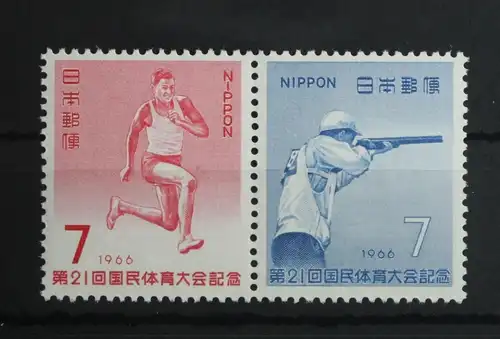 日本郵便
NIPPON
7
1966
第21回国民体育大会記念
NIPPON 日本郵便
1966 7
第21回国民体育大会記念